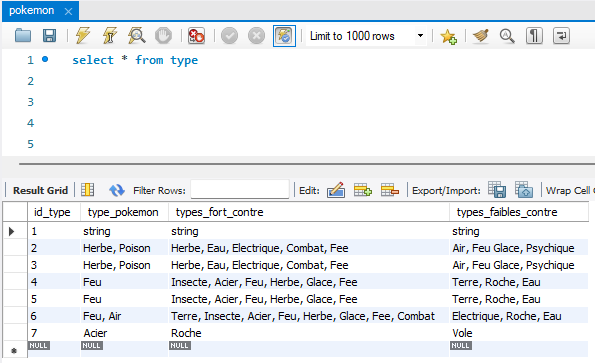 pokemon
Limit to 1000 rows
1 select * from type
2
3
4
5
Result Grid Filter Rows: Edit: Export/Import: Wrap Cell C
id_type type_pokemon types_fort_contre types_faibles_contre
1 string string string
2 Herbe, Poison Herbe, Eau, Electrique, Combat, Fee Air, Feu Glace, Psychique
3 Herbe, Poison Herbe, Eau, Electrique, Combat, Fee Air, Feu Glace, Psychique
4 Feu Insecte, Acier, Feu, Herbe, Glace, Fee Terre, Roche, Eau
5 Feu Insecte, Acier, Feu, Herbe, Glace, Fee Terre, Roche, Eau
6 Feu, Air Terre, Insecte, Acier, Feu, Herbe, Glace, Fee, Combat Electrique, Roche, Eau
7 Acier Roche Vole
NULL NULL NULL NULL